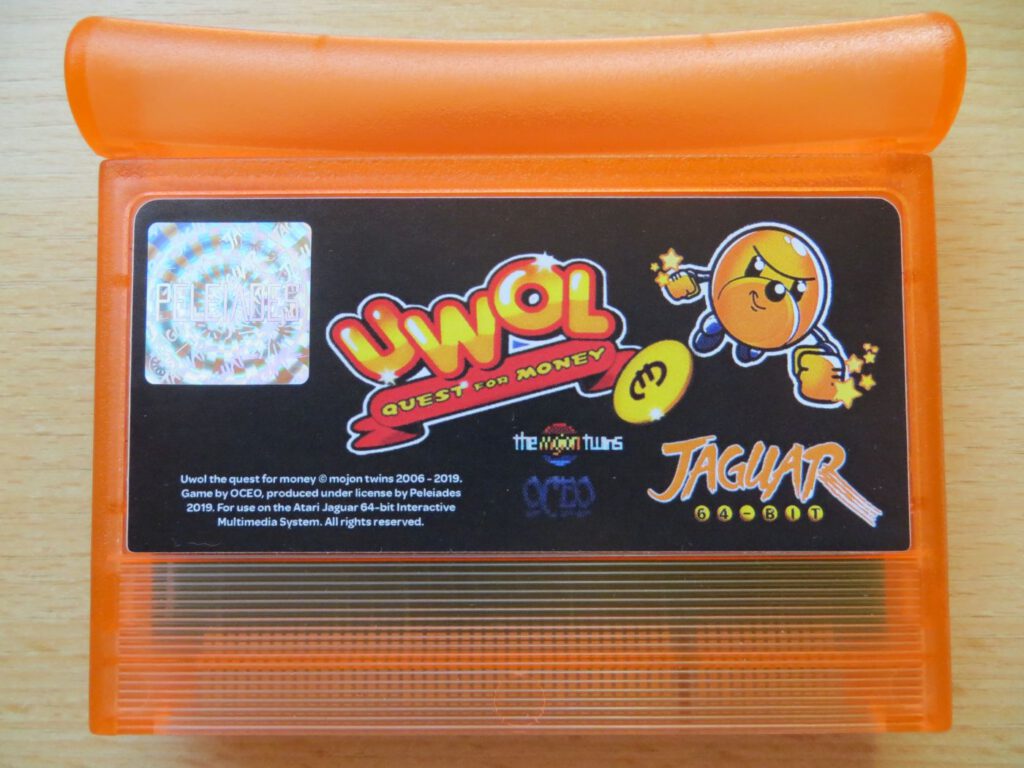 PELEIADES
UWOL
QUEST FOR MONEY
the mojon twins
OCEO
JAGUAR
64-BIT
Uwol the quest for money © mojon twins 2006 - 2019.
Game by OCEO, produced under license by Peleiades
2019. For use on the Atari Jaguar 64-bit Interactive
Multimedia System. All rights reserved.